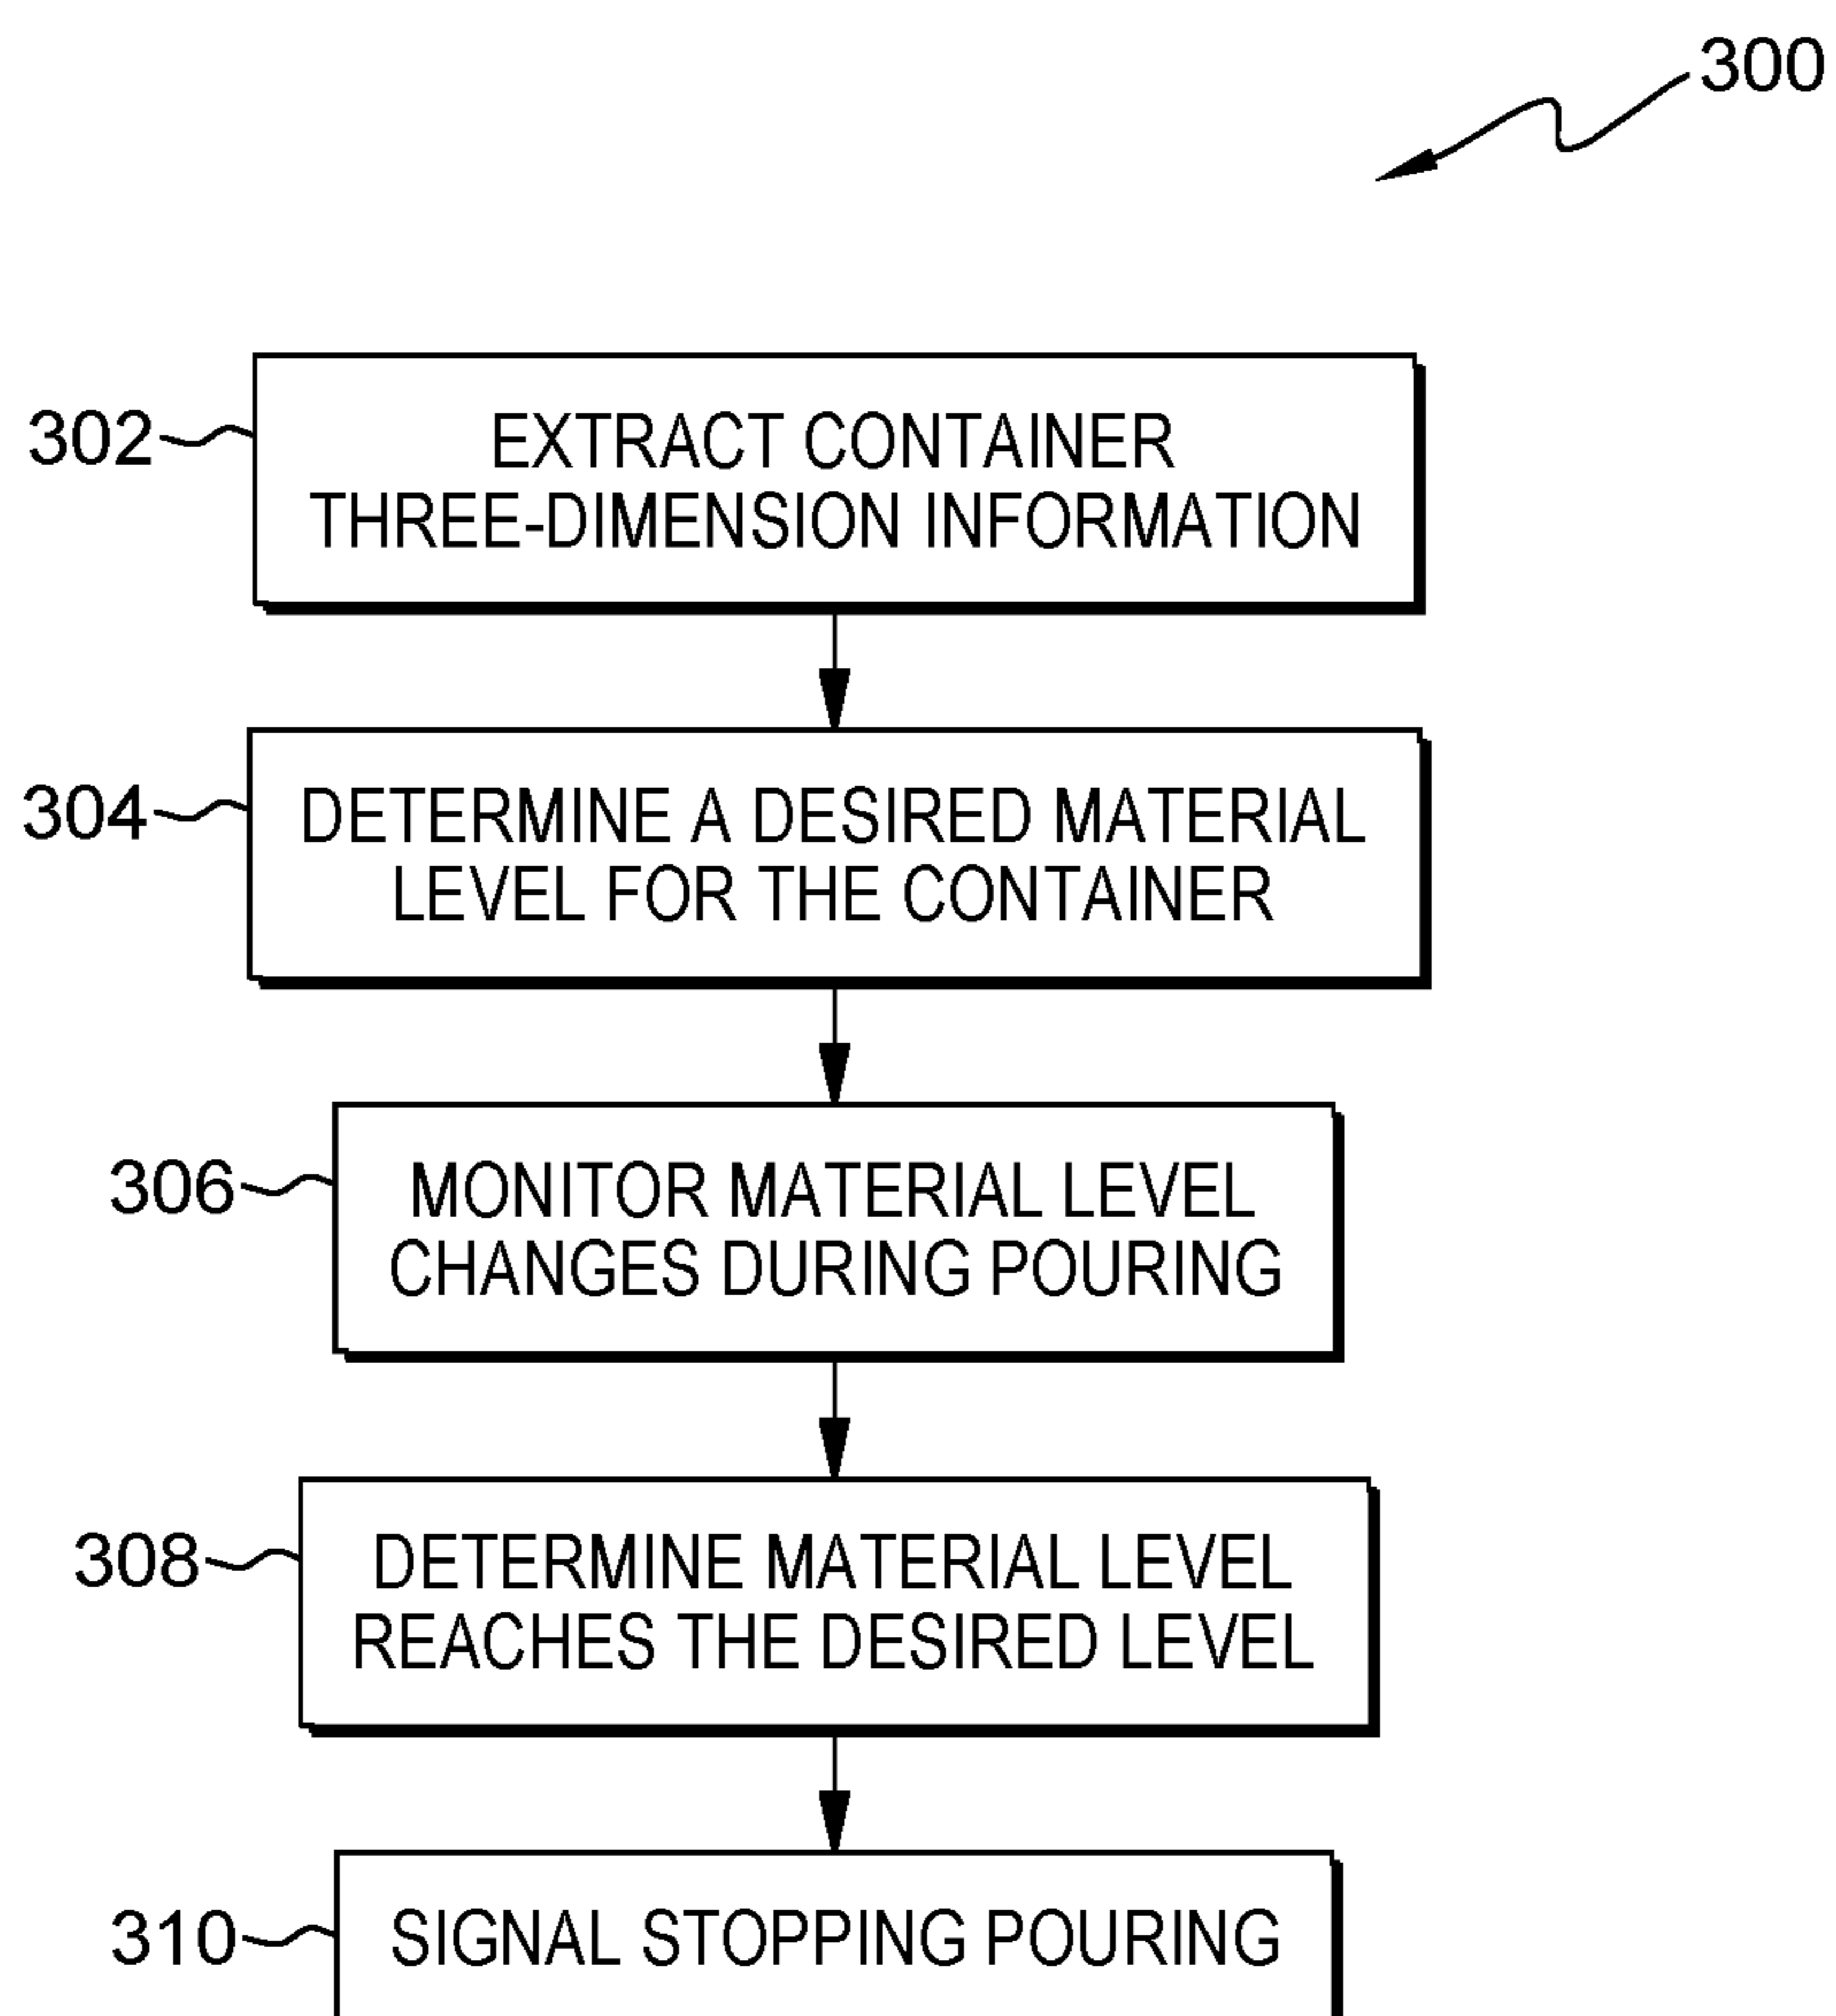 300
302
EXTRACT CONTAINER
THREE-DIMENSION INFORMATION
304
DETERMINE A DESIRED MATERIAL
LEVEL FOR THE CONTAINER
306
MONITOR MATERIAL LEVEL
CHANGES DURING POURING
308
DETERMINE MATERIAL LEVEL
REACHES THE DESIRED LEVEL
310
SIGNAL STOPPING POURING